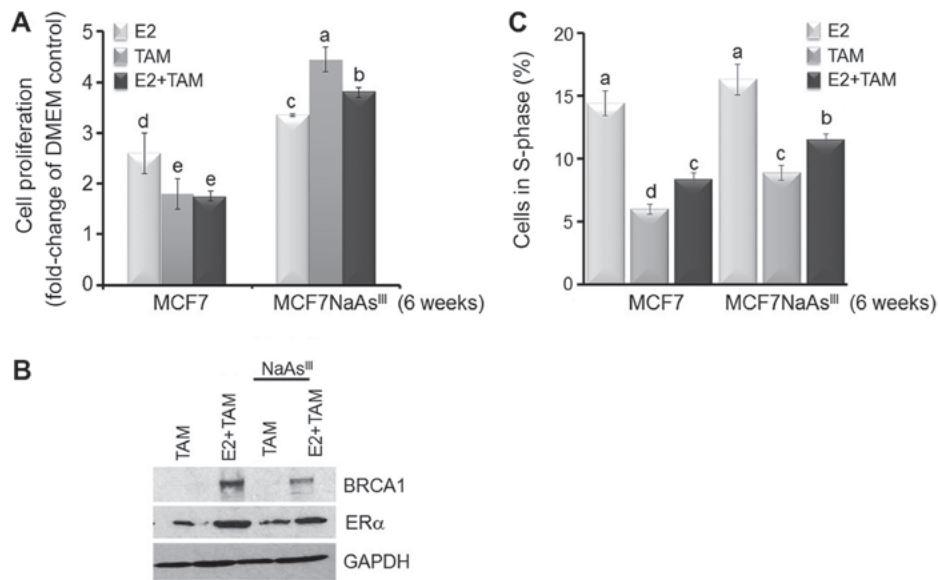 A
E2
TAM
E2+TAM
Cell proliferation
(fold-change of DMEM control)
5
4
3
2
1
0
d
e
e
c
a
b
MCF7
MCF7NaAsᴵᴵᴵ (6 weeks)
C
E2
TAM
E2+TAM
Cells in S-phase (%)
20
15
10
5
0
a
d
c
a
c
b
MCF7
MCF7NaAsᴵᴵᴵ (6 weeks)
B
NaAsᴵᴵᴵ
TAM
E2+TAM
TAM
E2+TAM
BRCA1
ERα
GAPDH